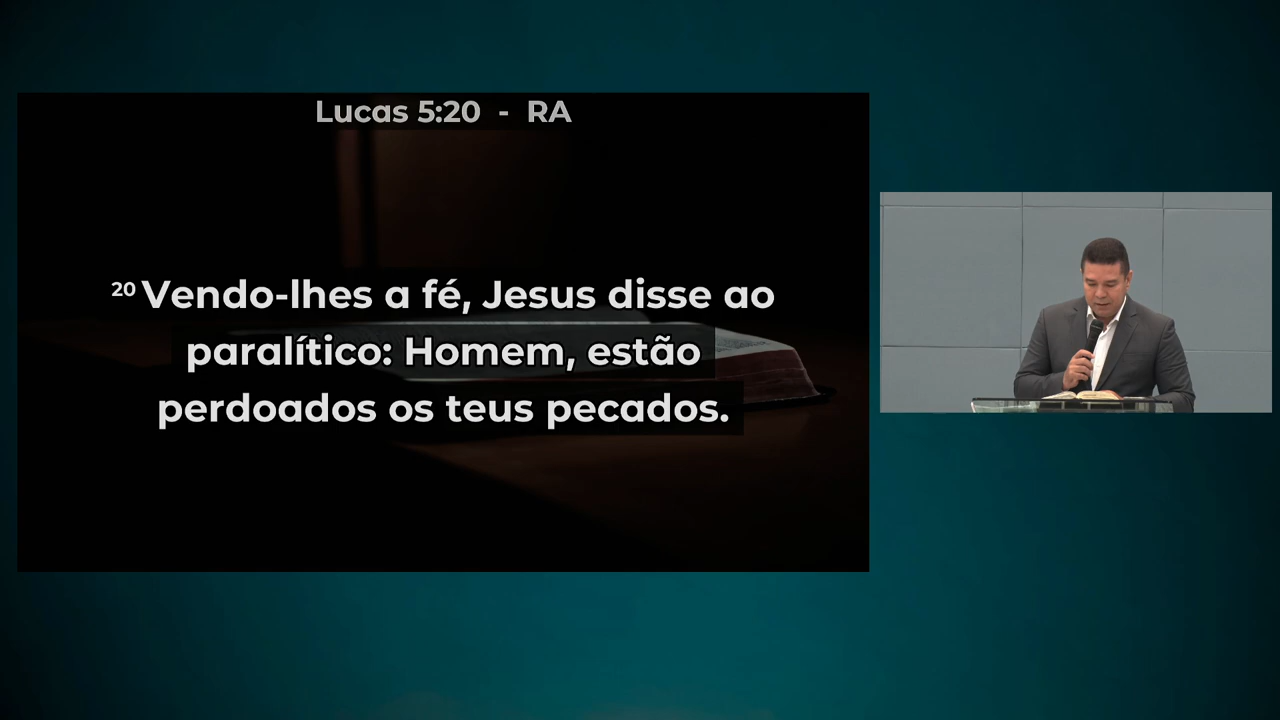 Lucas 5:20 - RA
20 Vendo-lhes a fé, Jesus disse ao
paralítico: Homem, estão
perdoados os teus pecados.